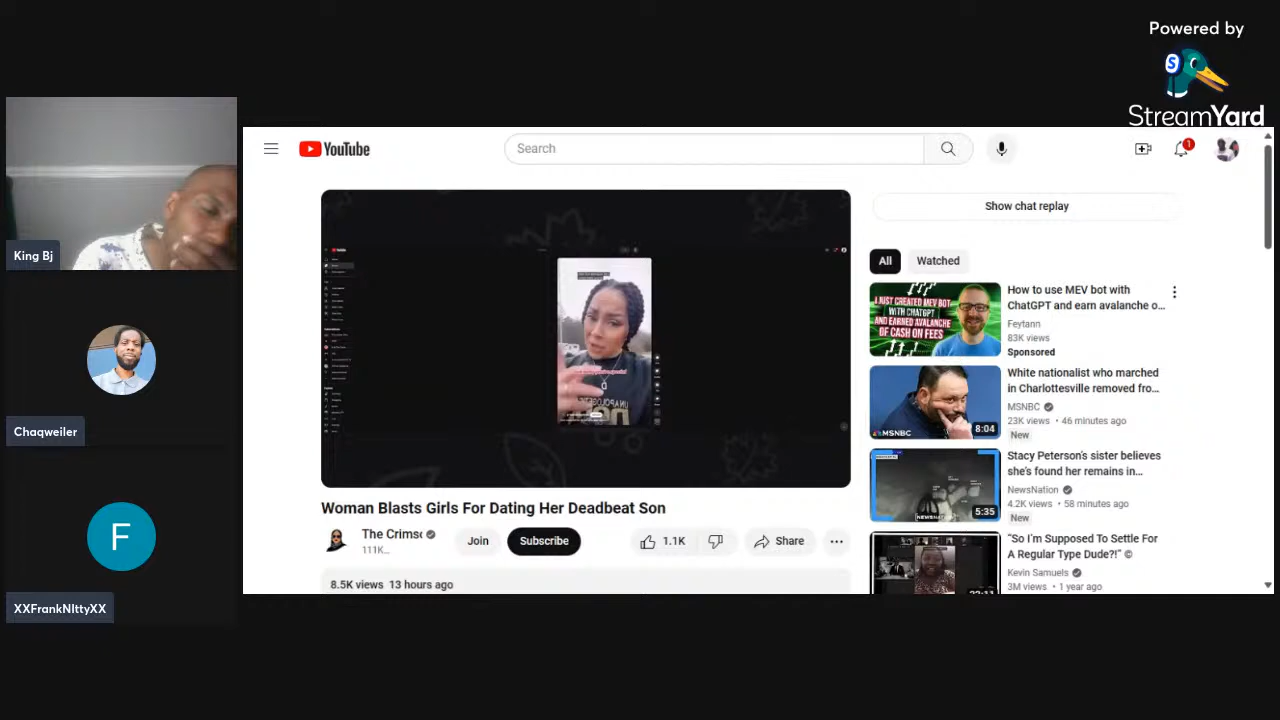 Powered by
StreamYard
King Bj
Chaqweiler
F
XXFrankNIttyXX
YouTube
Search
1
Show chat replay
All
Watched
I JUST CREATED MEV BOT
WITH CHATGPT
AND EARNED AVALANCHE
OF CASH ON FEES
How to use MEV bot with
ChatGPT and earn avalanche o...
Feytann
83K views
Sponsored
MSNBC
8:04
White nationalist who marched
in Charlottesville removed fro...
MSNBC
23K views • 46 minutes ago
New
5:35
Stacy Peterson's sister believes
she's found her remains in...
NewsNation
4.2K views • 58 minutes ago
New
"So I'm Supposed To Settle For
A Regular Type Dude?!" ©
Kevin Samuels
3M views • 1 year ago
Woman Blasts Girls For Dating Her Deadbeat Son
The Crimso
111K...
Join
Subscribe
1.1K
Share
8.5K views 13 hours ago